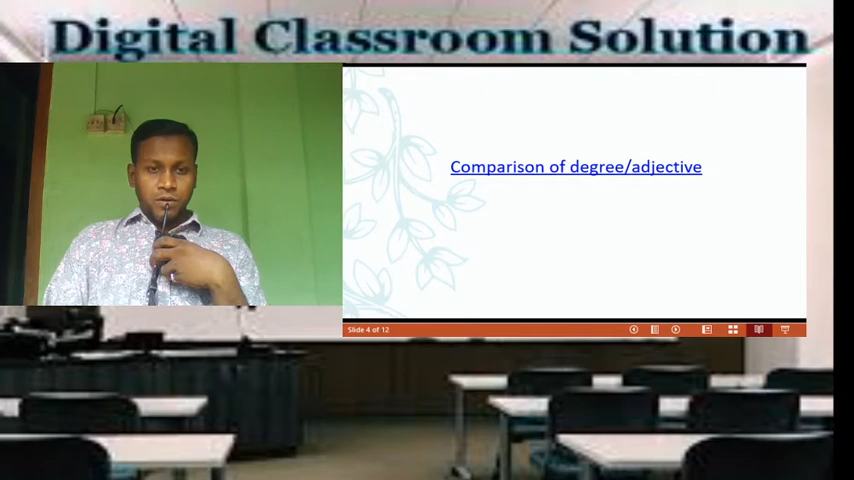 Digital Classroom Solution
Comparison of degree/adjective
Slide 4 of 12